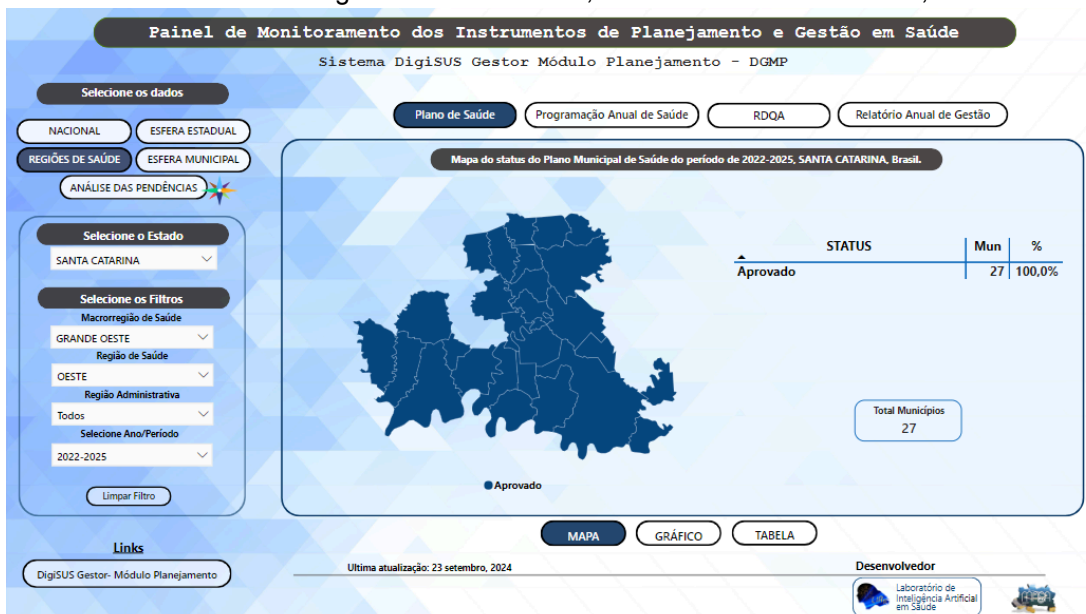 Painel de Monitoramento dos Instrumentos de Planejamento e Gestão em Saúde
Sistema DigiSUS Gestor Módulo Planejamento - DGMP
Selecione os dados
NACIONAL
ESFERA ESTADUAL
REGIÕES DE SAÚDE
ESFERA MUNICIPAL
ANÁLISE DAS PENDÊNCIAS
Plano de Saúde
Programação Anual de Saúde
RDQA
Relatório Anual de Gestão
Selecione o Estado
SANTA CATARINA
Selecione os Filtros
Macrorregião de Saúde
GRANDE OESTE
Região de Saúde
OESTE
Região Administrativa
Todos
Selecione Ano/Período
2022-2025
Limpar Filtro
Links
DigiSUS Gestor- Módulo Planejamento
Mapa do status do Plano Municipal de Saúde do período de 2022-2025, SANTA CATARINA, Brasil.
STATUS Mun %
Aprovado 27 100,0%
Total Municípios
27
Aprovado
MAPA
GRÁFICO
TABELA
Ultima atualização: 23 setembro, 2024
Desenvolvedor
Laboratório de
Inteligência Artificial
em Saúde